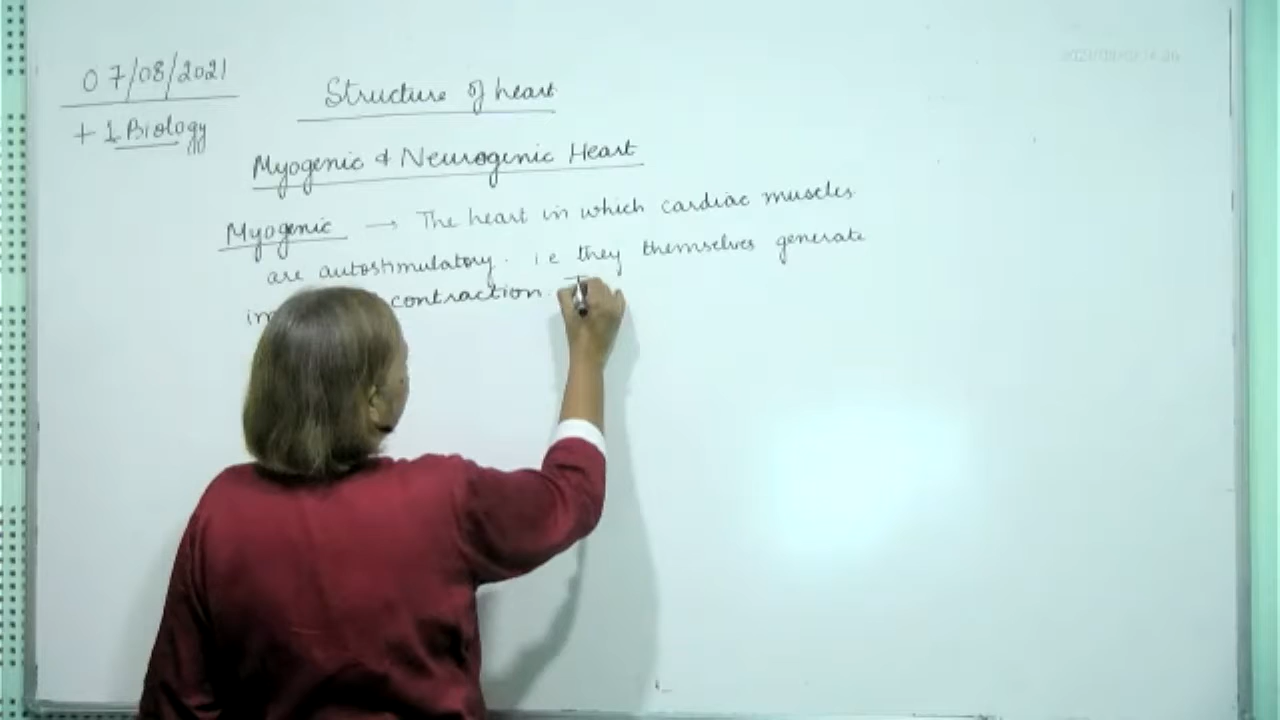 07/08/2021
+1 Biology
Structure of heart
Myogenic & Neurogenic Heart
Myogenic → The heart in which cardiac muscles
are autostimulatory. i.e they themselves generate
contraction.